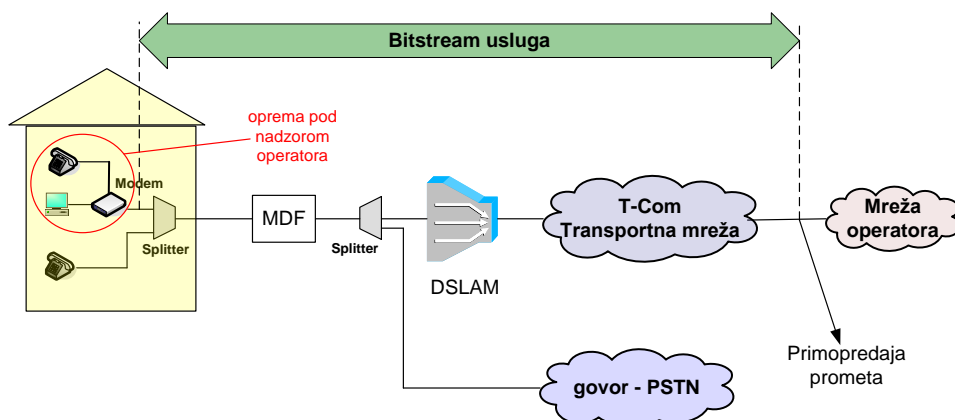 Bitstream usluga
oprema pod
nadzorom
operatora
Modem
Splitter
MDF
Splitter
DSLAM
T-Com
Transportna mreža
Mreža
operatora
Primopredaja
prometa
govor - PSTN